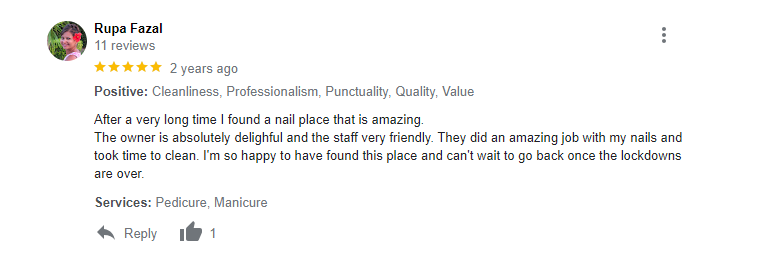 Rupa Fazal
11 reviews
2 years ago
Positive: Cleanliness, Professionalism, Punctuality, Quality, Value
After a very long time I found a nail place that is amazing.
The owner is absolutely delighful and the staff very friendly. They did an amazing job with my nails and
took time to clean. I'm so happy to have found this place and can't wait to go back once the lockdowns
are over.
Services: Pedicure, Manicure
Reply 1